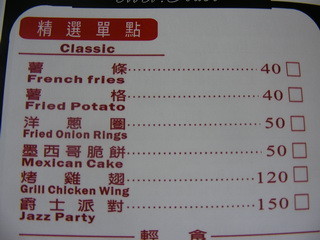 精選單點
Classic
薯條 40 □
French fries
薯格 40 □
Fried Potato
洋蔥圈 50 □
Fried Onion Rings
墨西哥脆餅 50 □
Mexican Cake
烤雞翅 120 □
Grill Chicken Wing
爵士派對 150 □
Jazz Party
輕食